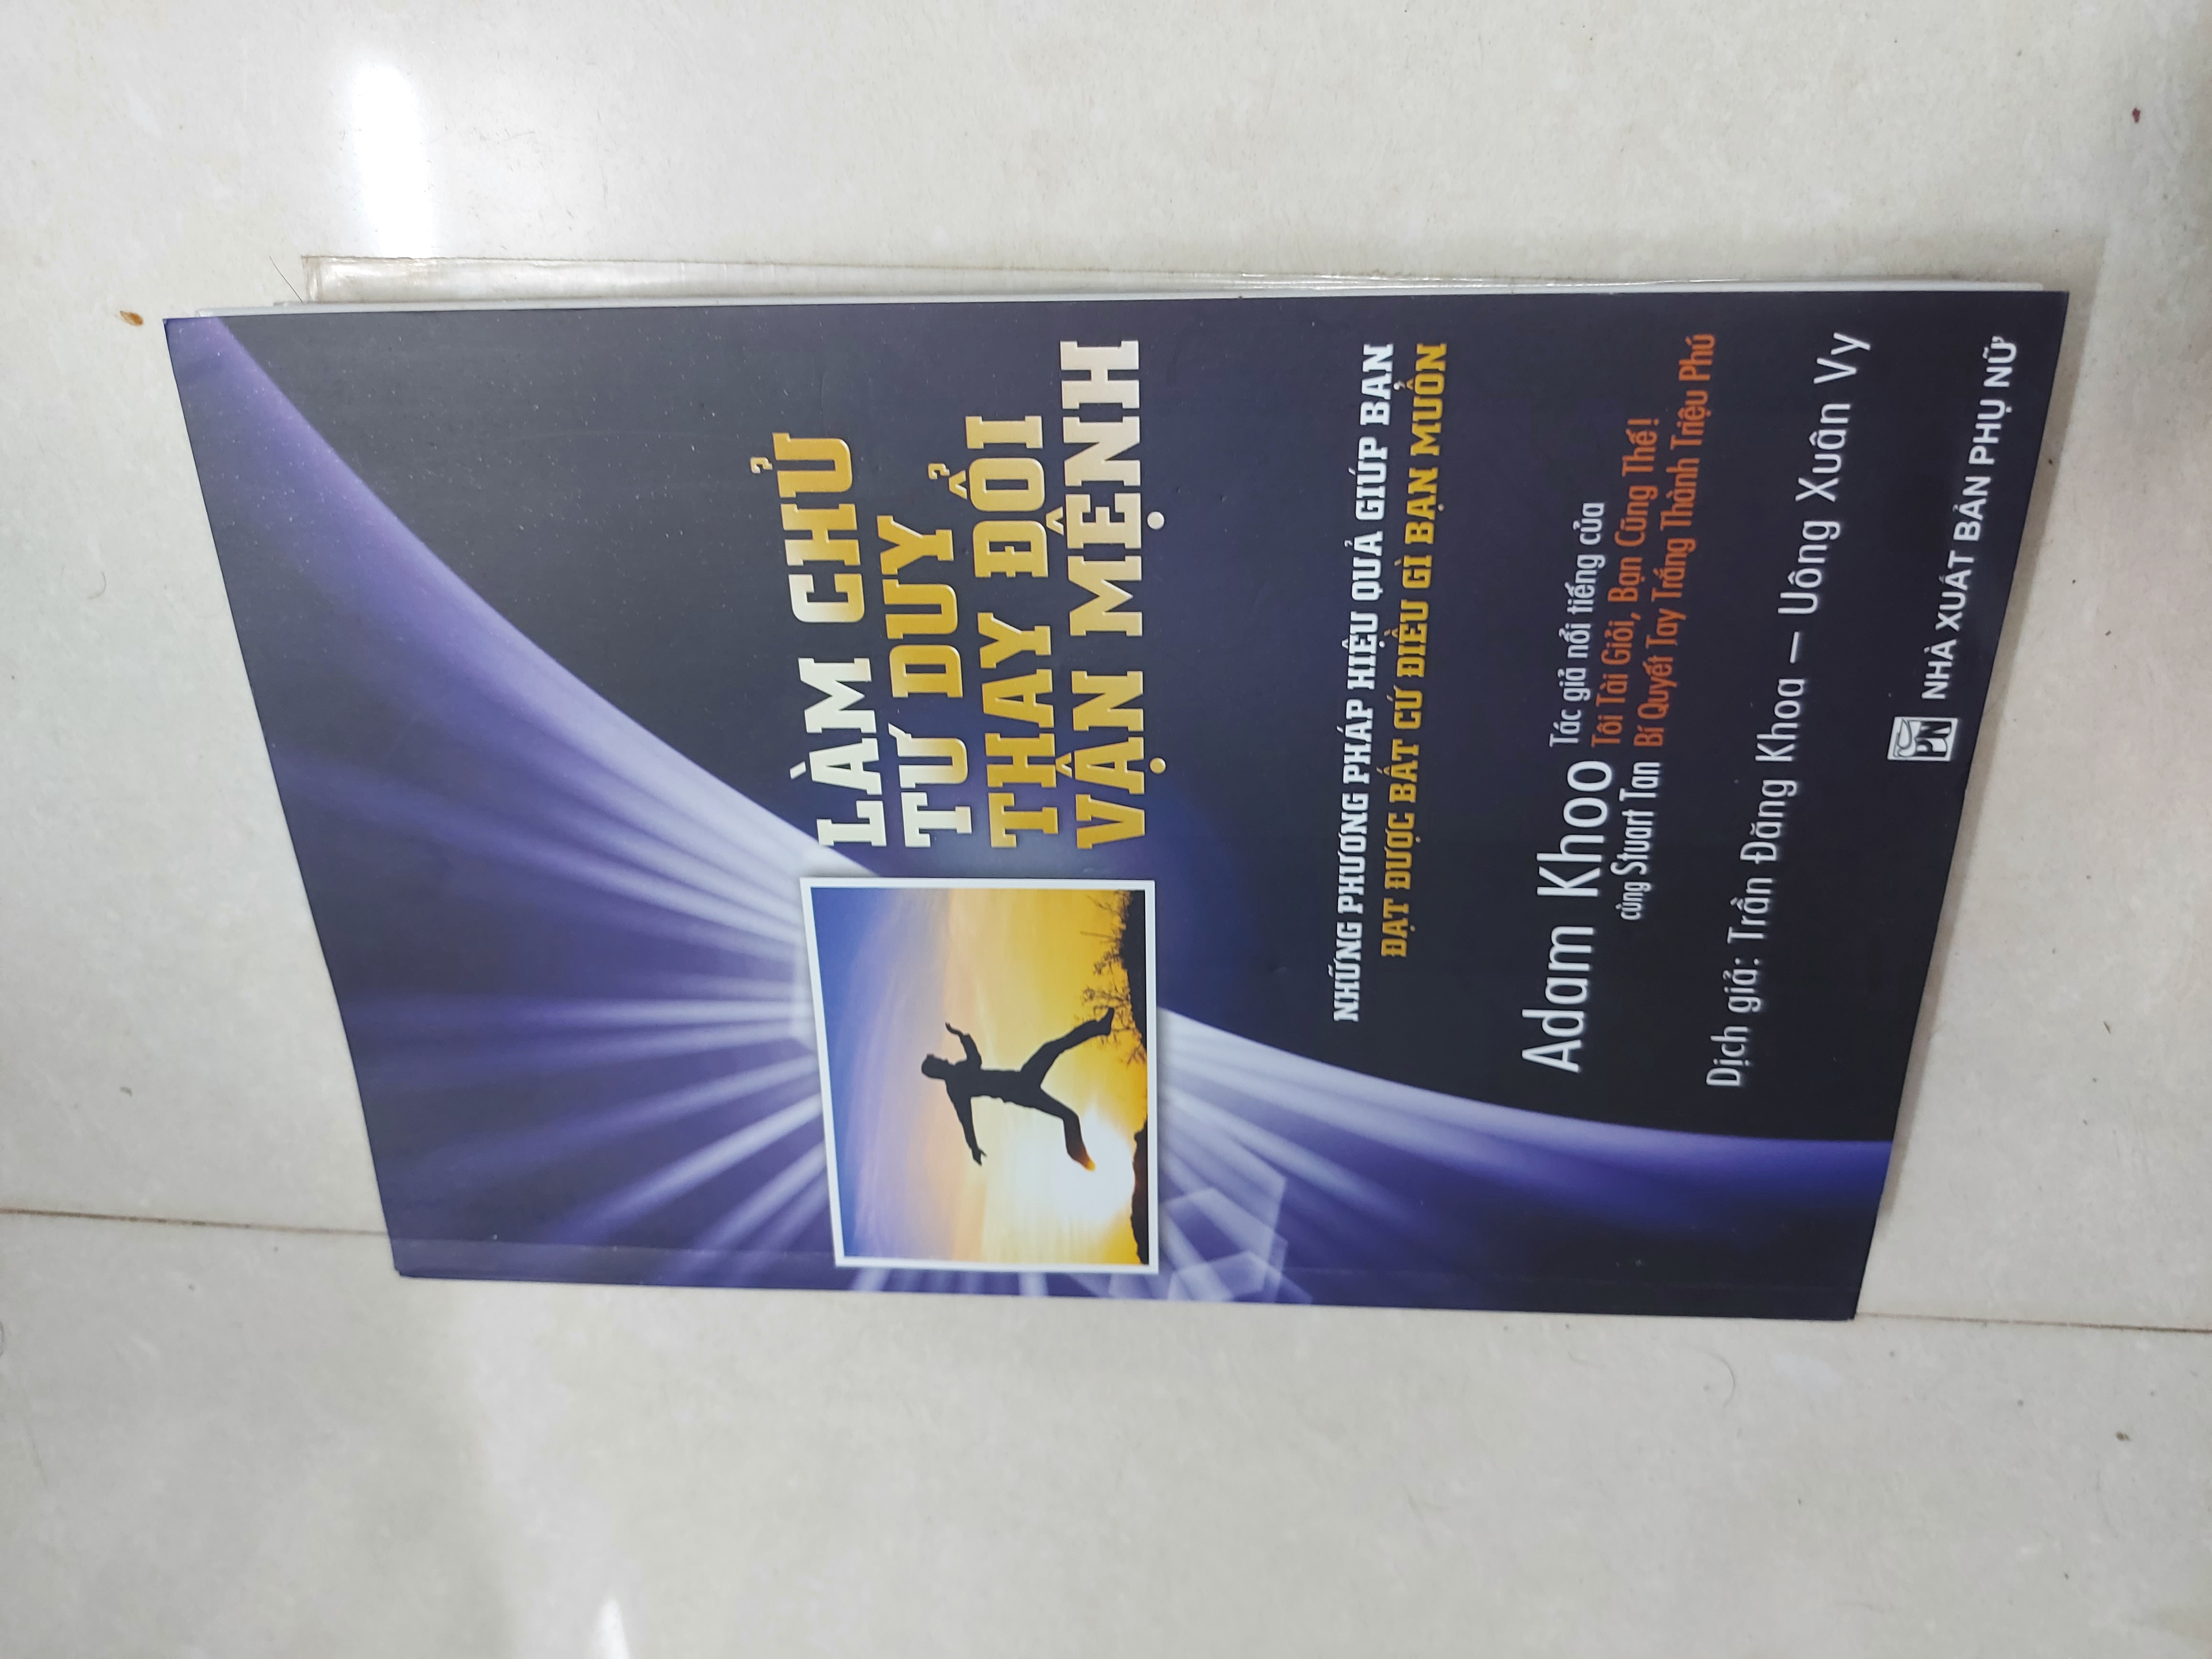 LÀM CHỦ
TƯ DUY
THAY ĐỔI
VẬN MỆNH
NHỮNG PHƯƠNG PHÁP HIỆU QUẢ GIÚP BẠN
ĐẠT ĐƯỢC BẤT CỨ ĐIỀU GÌ BẠN MUỐN
Adam Khoo
cùng Stuart Tan
Tác giả nổi tiếng của
Tôi Tài Giỏi, Bạn Cũng Thế!
Bí Quyết Tay Trắng Thành Triệu Phú
Dịch giả: Trần Đăng Khoa – Uông Xuân Vy
PN
NHÀ XUẤT BẢN PHỤ NỮ